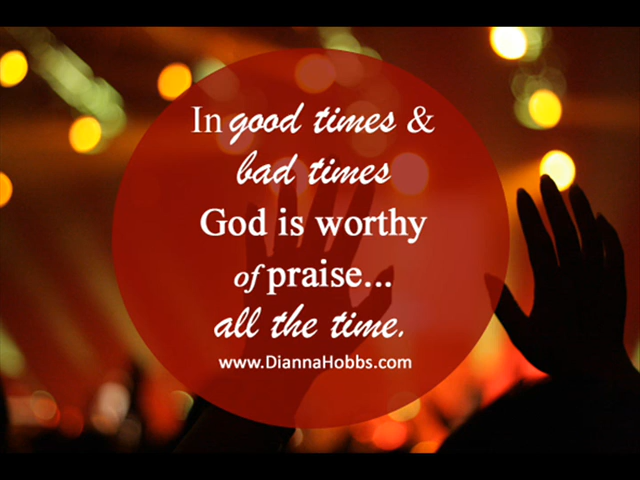 In good times &
bad times
God is worthy
of praise...
all the time.
www.DiannaHobbs.com